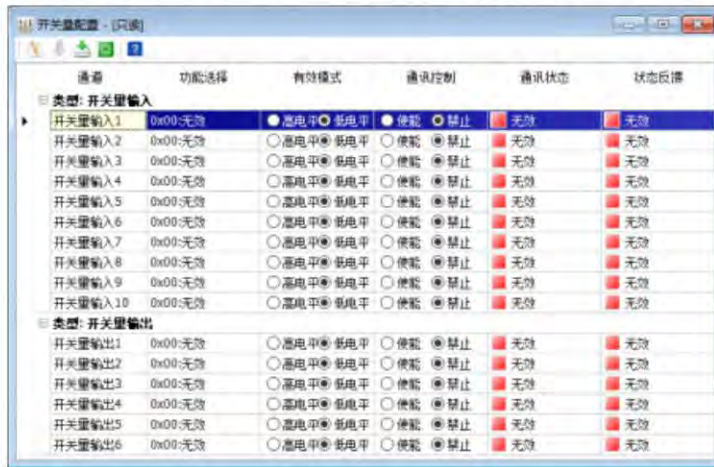 开关量配置 - [只读]
通道 功能选择 有效模式 通讯控制 通讯状态 状态反馈
类型: 开关量输入
开关量输入1 0x00:无效 高电平 低电平 使能 禁止 无效 无效
开关量输入2 0x00:无效 高电平 低电平 使能 禁止 无效 无效
开关量输入3 0x00:无效 高电平 低电平 使能 禁止 无效 无效
开关量输入4 0x00:无效 高电平 低电平 使能 禁止 无效 无效
开关量输入5 0x00:无效 高电平 低电平 使能 禁止 无效 无效
开关量输入6 0x00:无效 高电平 低电平 使能 禁止 无效 无效
开关量输入7 0x00:无效 高电平 低电平 使能 禁止 无效 无效
开关量输入8 0x00:无效 高电平 低电平 使能 禁止 无效 无效
开关量输入9 0x00:无效 高电平 低电平 使能 禁止 无效 无效
开关量输入10 0x00:无效 高电平 低电平 使能 禁止 无效 无效
类型: 开关量输出
开关量输出1 0x00:无效 高电平 低电平 使能 禁止 无效 无效
开关量输出2 0x00:无效 高电平 低电平 使能 禁止 无效 无效
开关量输出3 0x00:无效 高电平 低电平 使能 禁止 无效 无效
开关量输出4 0x00:无效 高电平 低电平 使能 禁止 无效 无效
开关量输出5 0x00:无效 高电平 低电平 使能 禁止 无效 无效
开关量输出6 0x00:无效 高电平 低电平 使能 禁止 无效 无效